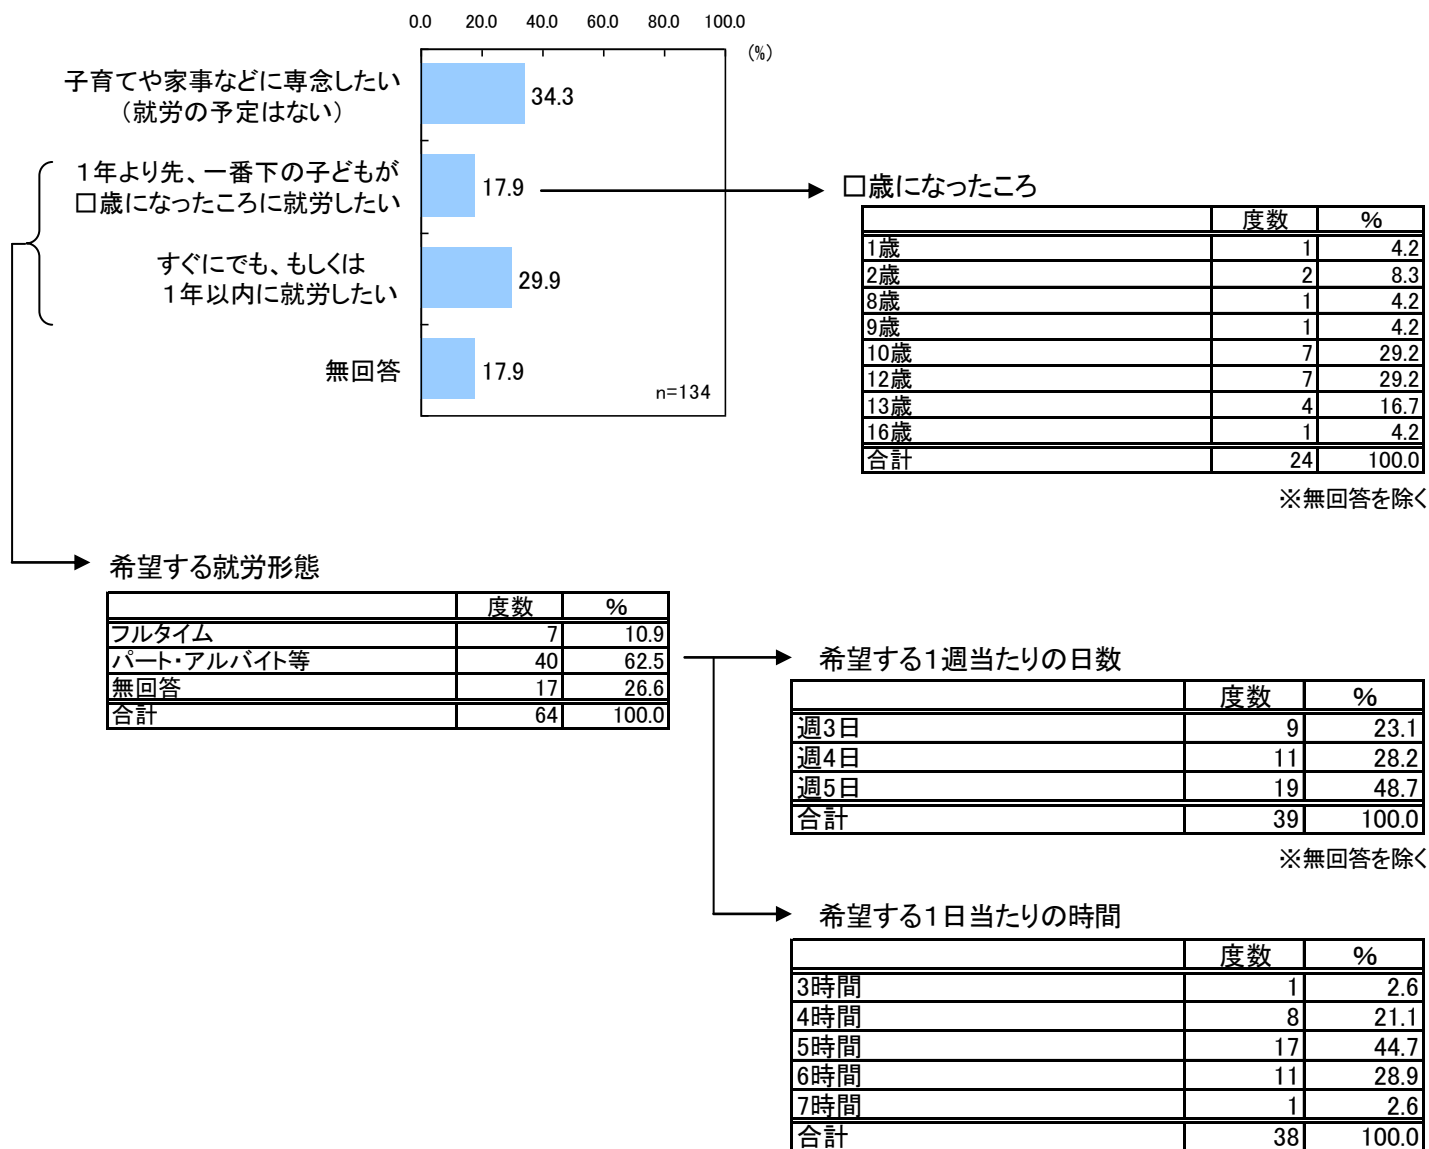 0.0 20.0 40.0 60.0 80.0 100.0
(%)
子育てや家事などに専念したい
（就労の予定はない）
34.3
１年より先、一番下の子どもが
□歳になったころに就労したい
17.9
すぐにでも、もしくは
１年以内に就労したい
29.9
無回答
17.9
n=134
□歳になったころ
度数 %
1歳 1 4.2
2歳 2 8.3
8歳 1 4.2
9歳 1 4.2
10歳 7 29.2
12歳 7 29.2
13歳 4 16.7
16歳 1 4.2
合計 24 100.0
※無回答を除く
希望する就労形態
度数 %
フルタイム 7 10.9
パート・アルバイト等 40 62.5
無回答 17 26.6
合計 64 100.0
希望する１週当たりの日数
度数 %
週3日 9 23.1
週4日 11 28.2
週5日 19 48.7
合計 39 100.0
※無回答を除く
希望する１日当たりの時間
度数 %
3時間 1 2.6
4時間 8 21.1
5時間 17 44.7
6時間 11 28.9
7時間 1 2.6
合計 38 100.0